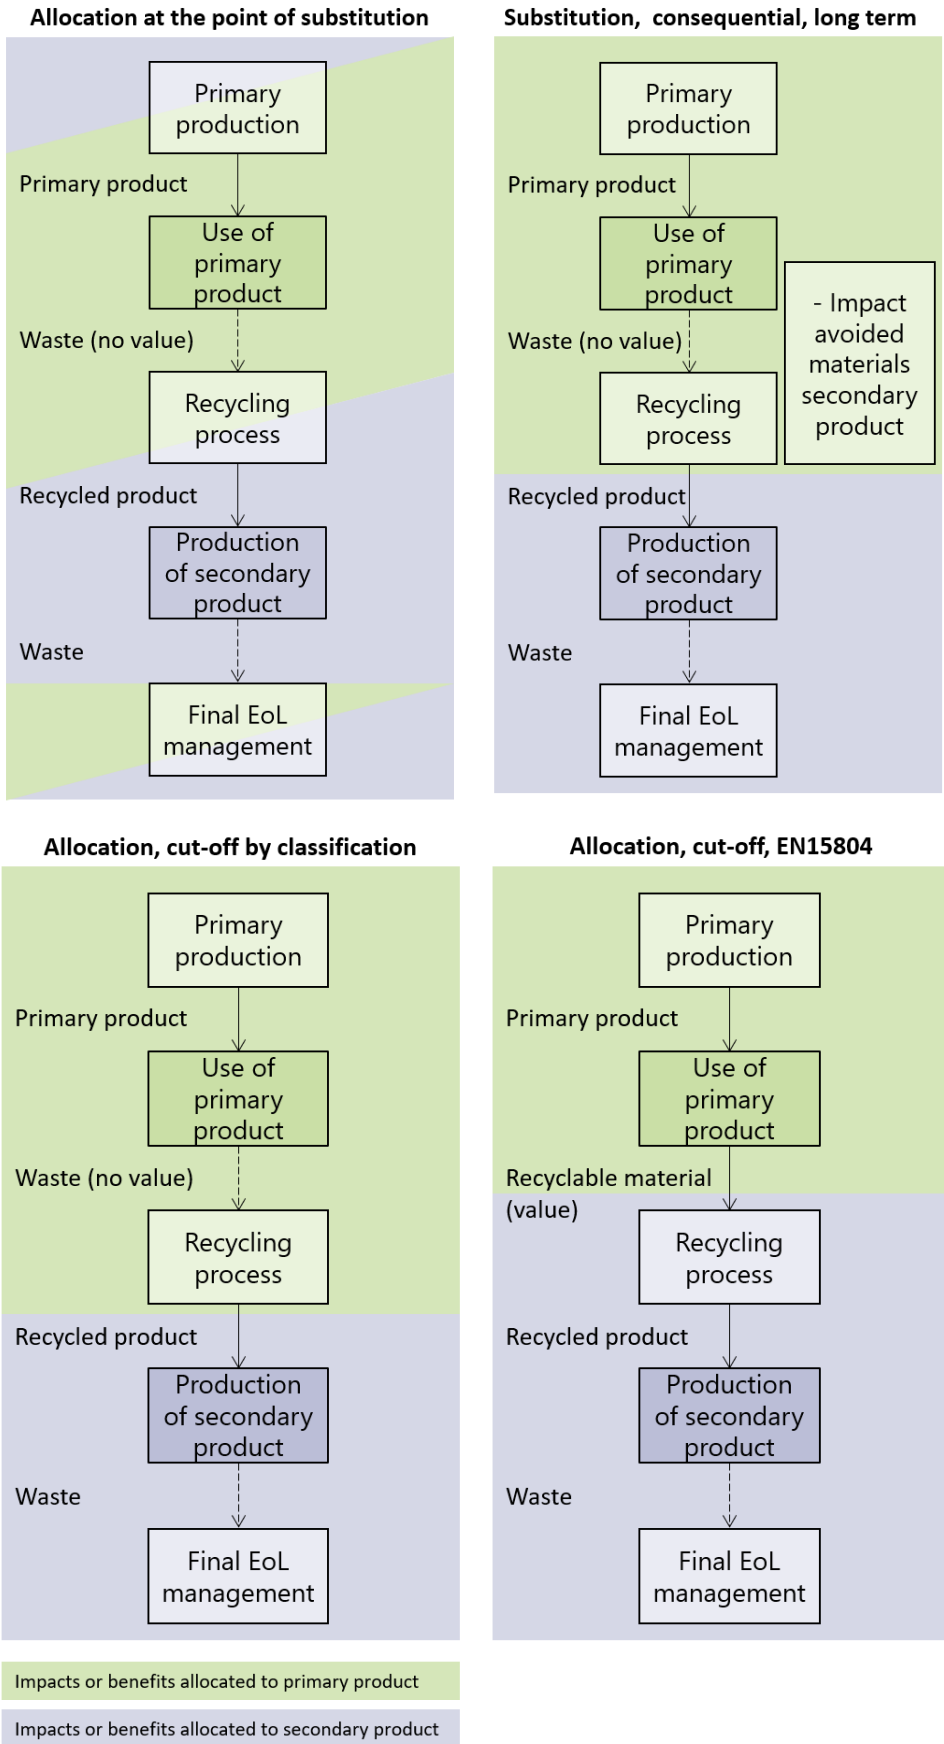 Allocation at the point of substitution
Primary
production
Primary product
Use of
primary
product
Waste (no value)
Recycling
process
Recycled product
Production
of secondary
product
Waste
Final EoL
management
Substitution, consequential, long term
Primary
production
Primary product
Use of
primary
product
- Impact
avoided
materials
secondary
product
Waste (no value)
Recycling
process
Recycled product
Production
of secondary
product
Waste
Final EoL
management
Allocation, cut-off by classification
Primary
production
Primary product
Use of
primary
product
Waste (no value)
Recycling
process
Recycled product
Production
of secondary
product
Waste
Final EoL
management
Allocation, cut-off, EN15804
Primary
production
Primary product
Use of
primary
product
Recyclable material
(value)
Recycling
process
Recycled product
Production
of secondary
product
Waste
Final EoL
management
Impacts or benefits allocated to primary product
Impacts or benefits allocated to secondary product